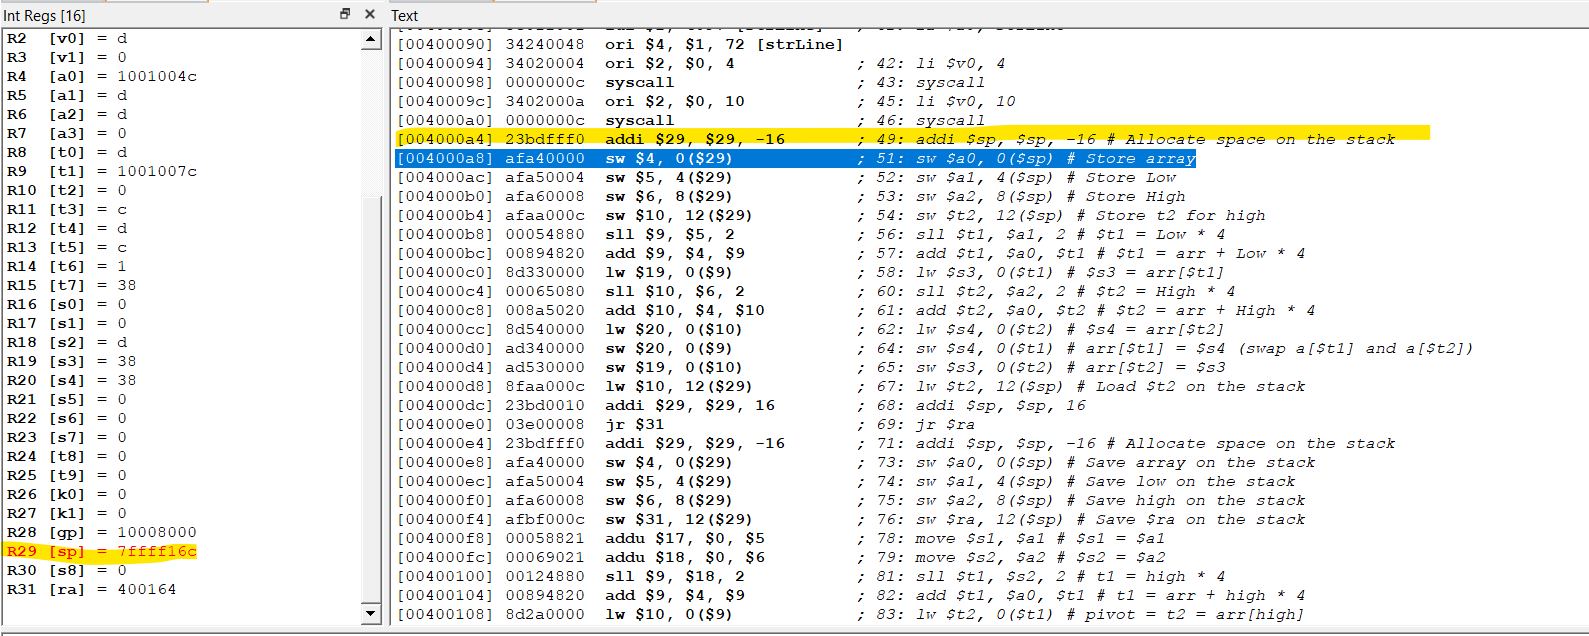 Int Regs [16]
R2 [v0] = d
R3 [v1] = 0
R4 [a0] = 1001004c
R5 [a1] = d
R6 [a2] = d
R7 [a3] = 0
R8 [t0] = d
R9 [t1] = 1001007c
R10 [t2] = 0
R11 [t3] = c
R12 [t4] = d
R13 [t5] = c
R14 [t6] = 1
R15 [t7] = 38
R16 [s0] = 0
R17 [s1] = 0
R18 [s2] = d
R19 [s3] = 38
R20 [s4] = 38
R21 [s5] = 0
R22 [s6] = 0
R23 [s7] = 0
R24 [t8] = 0
R25 [t9] = 0
R26 [k0] = 0
R27 [k1] = 0
R28 [gp] = 10008000
R29 [sp] = 7ffff16c
R30 [s8] = 0
R31 [ra] = 400164
Text
[00400090] 34240048 ori $4, $1, 72 [strLine]
[00400094] 34020004 ori $2, $0, 4 ; 42: li $v0, 4
[00400098] 0000000c syscall ; 43: syscall
[0040009c] 3402000a ori $2, $0, 10 ; 45: li $v0, 10
[004000a0] 0000000c syscall ; 46: syscall
[004000a4] 23bdfff0 addi $29, $29, -16 ; 49: addi $sp, $sp, -16 # Allocate space on the stack
[004000a8] afa40000 sw $4, 0($29) ; 51: sw $a0, 0($sp) # Store array
[004000ac] afa50004 sw $5, 4($29) ; 52: sw $a1, 4($sp) # Store Low
[004000b0] afa60008 sw $6, 8($29) ; 53: sw $a2, 8($sp) # Store High
[004000b4] afaa000c sw $10, 12($29) ; 54: sw $t2, 12($sp) # Store t2 for high
[004000b8] 00054880 sll $9, $5, 2 ; 56: sll $t1, $a1, 2 # $t1 = Low * 4
[004000bc] 00894820 add $9, $4, $9 ; 57: add $t1, $a0, $t1 # $t1 = arr + Low * 4
[004000c0] 8d330000 lw $19, 0($9) ; 58: lw $s3, 0($t1) # $s3 = arr[$t1]
[004000c4] 00065080 sll $10, $6, 2 ; 60: sll $t2, $a2, 2 # $t2 = High * 4
[004000c8] 008a5020 add $10, $4, $10 ; 61: add $t2, $a0, $t2 # $t2 = arr + High * 4
[004000cc] 8d540000 lw $20, 0($10) ; 62: lw $s4, 0($t2) # $s4 = arr[$t2]
[004000d0] ad340000 sw $20, 0($9) ; 64: sw $s4, 0($t1) # arr[$t1] = $s4 (swap a[$t1] and a[$t2])
[004000d4] ad530000 sw $19, 0($10) ; 65: sw $s3, 0($t2) # arr[$t2] = $s3
[004000d8] 8faa000c lw $10, 12($29) ; 67: lw $t2, 12($sp) # Load $t2 on the stack
[004000dc] 23bd0010 addi $29, $29, 16 ; 68: addi $sp, $sp, 16
[004000e0] 03e00008 jr $31 ; 69: jr $ra
[004000e4] 23bdfff0 addi $29, $29, -16 ; 71: addi $sp, $sp, -16 # Allocate space on the stack
[004000e8] afa40000 sw $4, 0($29) ; 73: sw $a0, 0($sp) # Save array on the stack
[004000ec] afa50004 sw $5, 4($29) ; 74: sw $a1, 4($sp) # Save low on the stack
[004000f0] afa60008 sw $6, 8($29) ; 75: sw $a2, 8($sp) # Save high on the stack
[004000f4] afbf000c sw $31, 12($29) ; 76: sw $ra, 12($sp) # Save $ra on the stack
[004000f8] 00058821 addu $17, $0, $5 ; 78: move $s1, $a1 # $s1 = $a1
[004000fc] 00069021 addu $18, $0, $6 ; 79: move $s2, $a2 # $s2 = $a2
[00400100] 00124880 sll $9, $18, 2 ; 81: sll $t1, $s2, 2 # t1 = high * 4
[00400104] 00894820 add $9, $4, $9 ; 82: add $t1, $a0, $t1 # t1 = arr + high * 4
[00400108] 8d2a0000 lw $10, 0($9) ; 83: lw $t2, 0($t1) # pivot = t2 = arr[high]